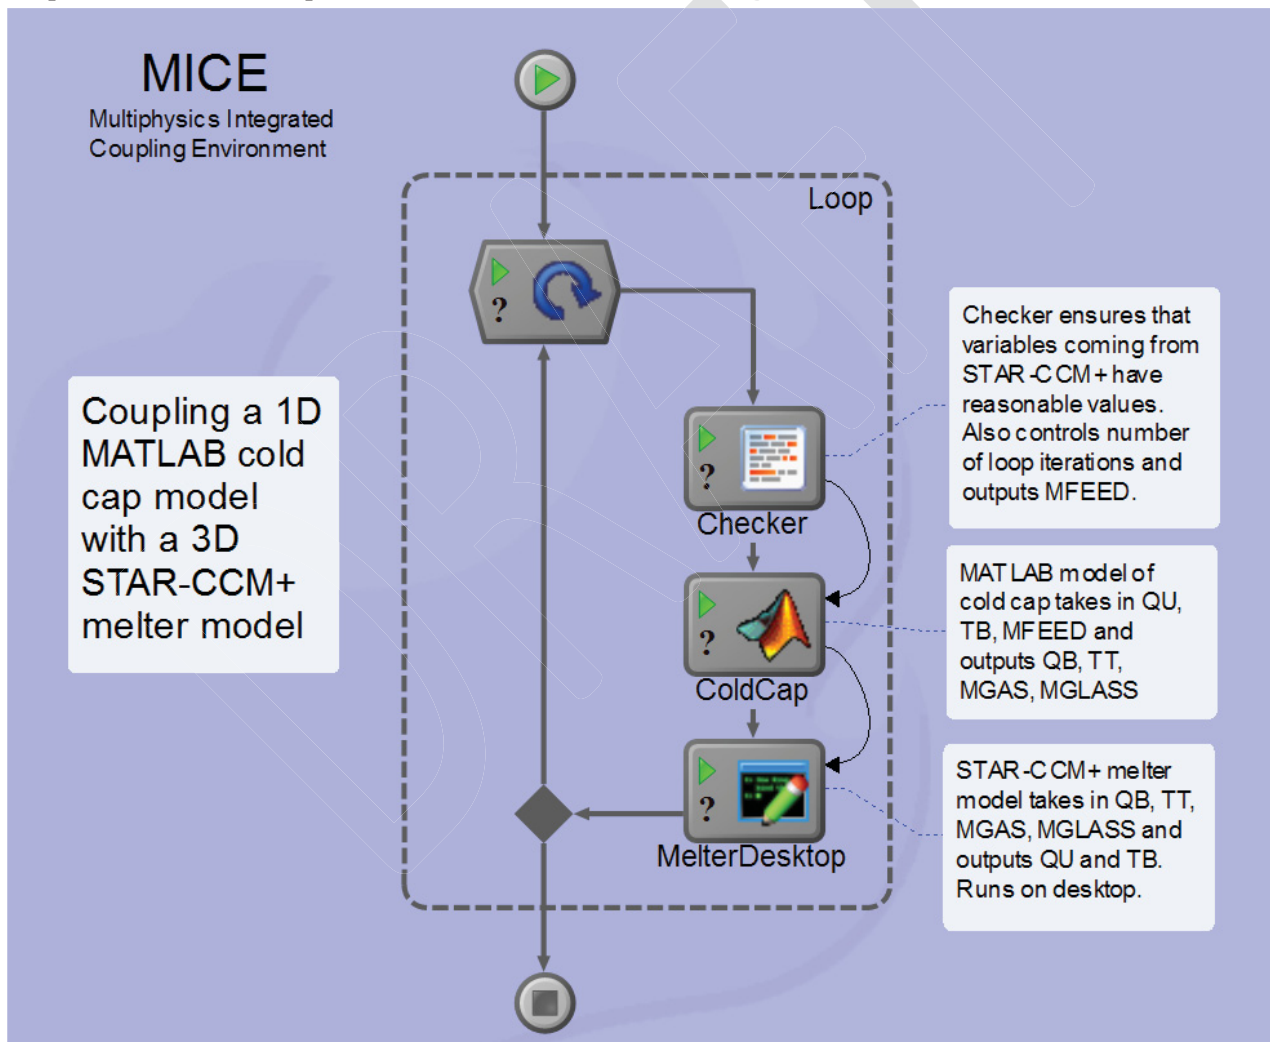 MICE
Multiphysics Integrated
Coupling Environment
Loop
?
Coupling a 1D
MATLAB cold
cap model
with a 3D
STAR-CCM+
melter model
?
Checker
Checker ensures that
variables coming from
STAR-CCM+ have
reasonable values.
Also controls number
of loop iterations and
outputs MFEED.
?
ColdCap
MATLAB model of
cold cap takes in QU,
TB, MFEED and
outputs QB, TT,
MGAS, MGLASS
?
MelterDesktop
STAR-CCM+ melter
model takes in QB, TT,
MGAS, MGLASS and
outputs QU and TB.
Runs on desktop.